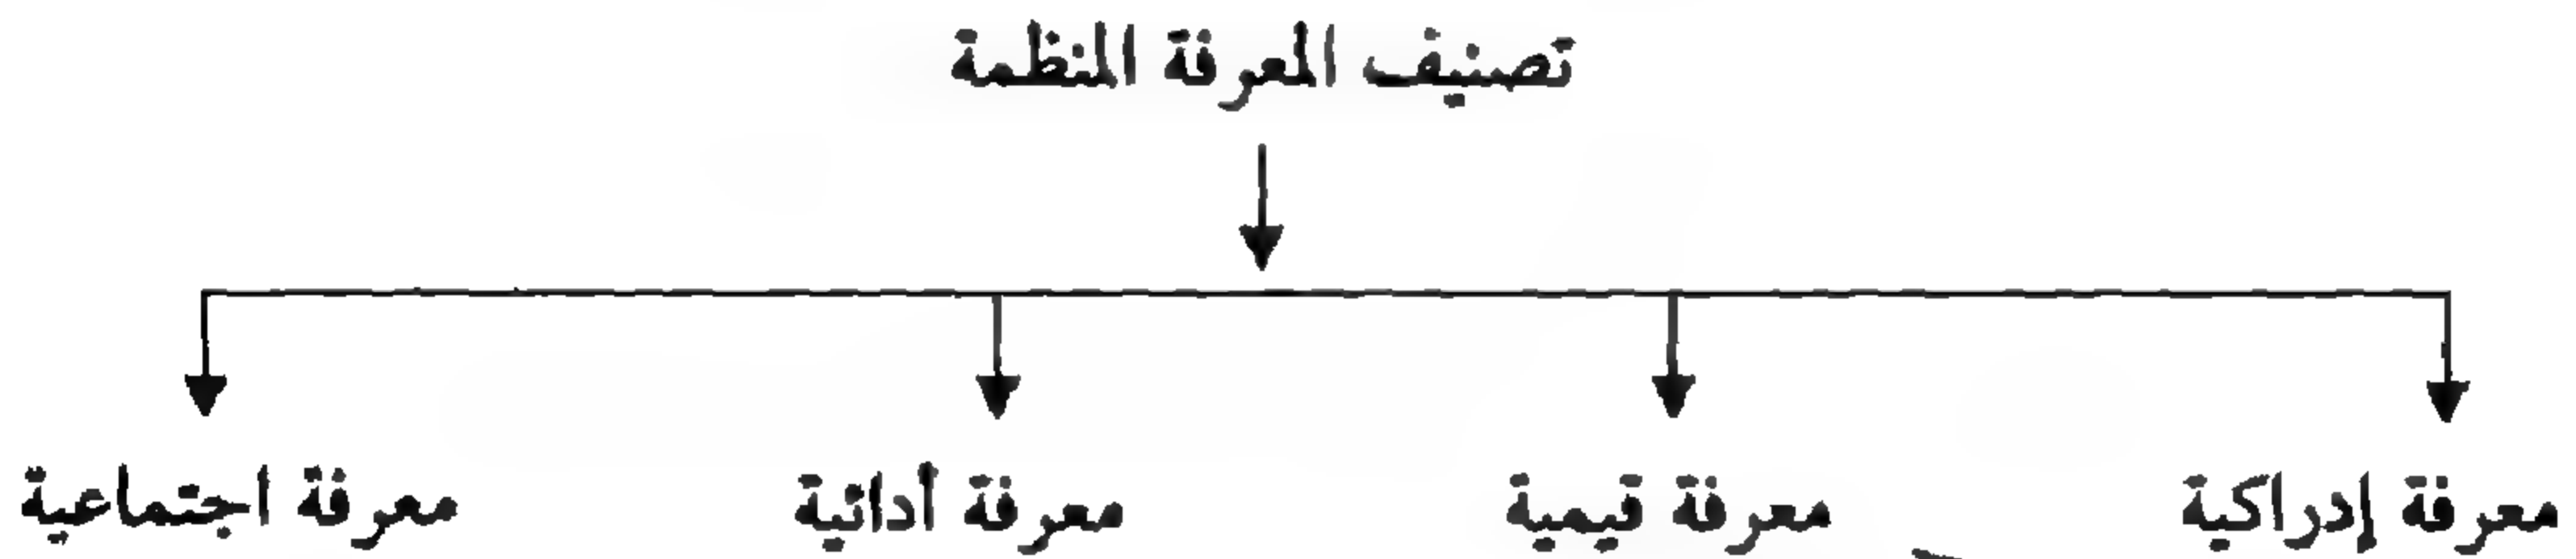 تصنيف المعرفة المنظمة
معرفة إدراكية معرفة قيمية معرفة أدائية معرفة اجتماعية